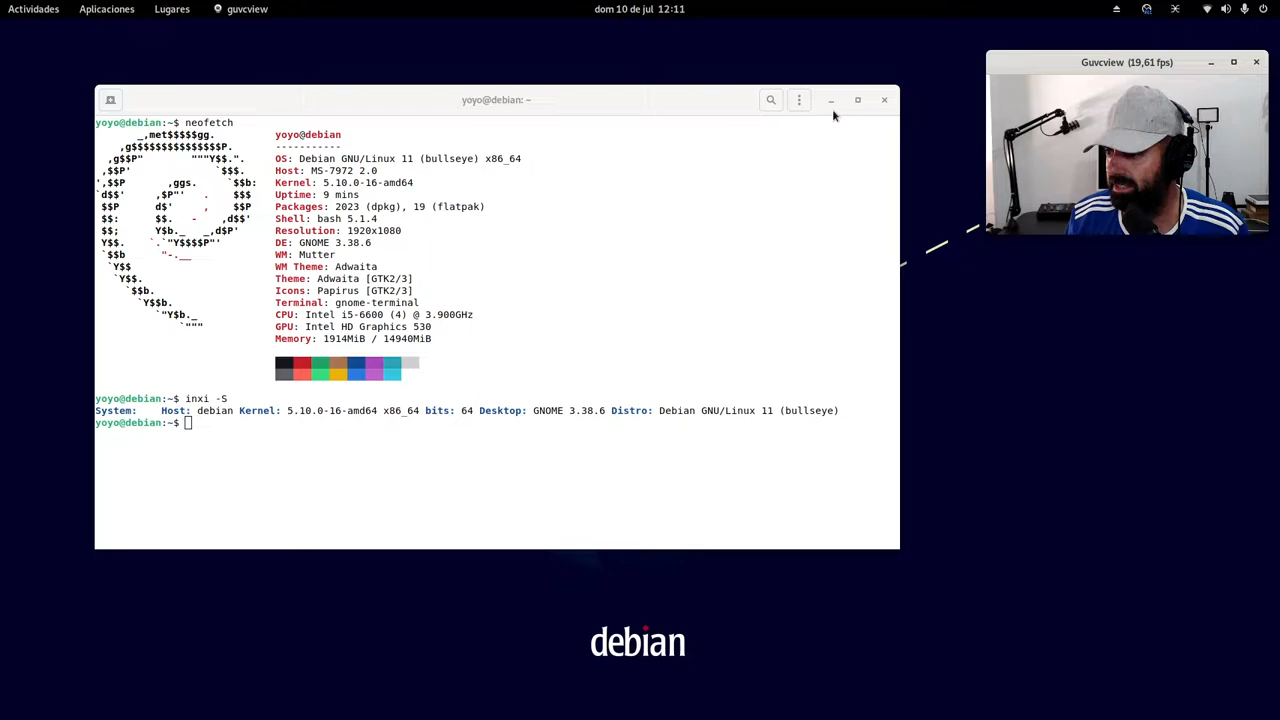 Actividades Aplicaciones Lugares guvcview dom 10 de jul 12:11
Guvcview (19,61 fps)
yoyo@debian: ~
yoyo@debian:~$ neofetch
_,met$$$$$gg.
,g$$$$$$$$$$$$$$$P. yoyo@debian
,g$$P" """Y$$.". -----------
,$$P' `$$$. OS: Debian GNU/Linux 11 (bullseye) x86_64
',$$P ,ggs. `$$b: Host: MS-7972 2.0
`d$$' ,$P"' . $$$ Kernel: 5.10.0-16-amd64
$$P d$' , $$P Uptime: 9 mins
$$: $$. - ,d$$' Packages: 2023 (dpkg), 19 (flatpak)
$$; Y$b._ _,d$P' Shell: bash 5.1.4
Y$$. `.`"Y$$$$P"' Resolution: 1920x1080
`$$b "-.__ DE: GNOME 3.38.6
`Y$$ WM: Mutter
`Y$$. WM Theme: Adwaita
`$$b. Theme: Adwaita [GTK2/3]
`Y$$b. Icons: Papirus [GTK2/3]
`"Y$b._ Terminal: gnome-terminal
`""" CPU: Intel i5-6600 (4) @ 3.900GHz
GPU: Intel HD Graphics 530
Memory: 1914MiB / 14940MiB
yoyo@debian:~$ inxi -S
System: Host: debian Kernel: 5.10.0-16-amd64 x86_64 bits: 64 Desktop: GNOME 3.38.6 Distro: Debian GNU/Linux 11 (bullseye)
yoyo@debian:~$
debian